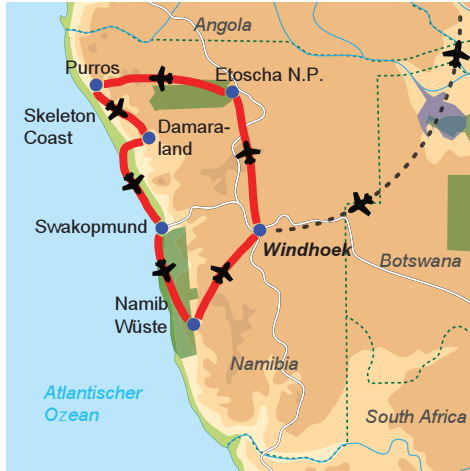 Angola
Purros
Etoscha N.P.
Skeleton
Coast
Damara-
land
Swakopmund
Windhoek
Botswana
Namib
Wüste
Namibia
Atlantischer
Ozean
South Africa